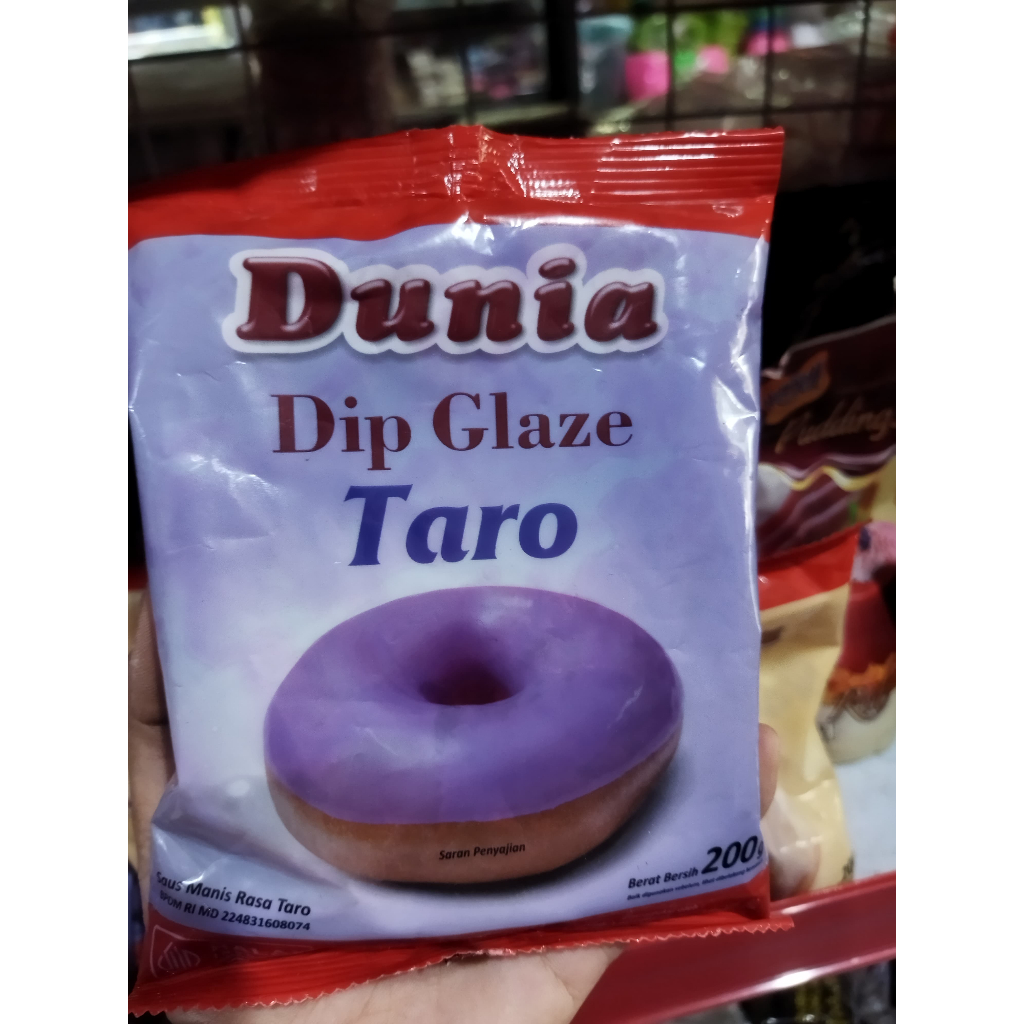 Dunia
Dip Glaze
Taro
Saran Penyajian
Saus Manis Rasa Taro
BPOM RI MD 224831608074
Berat Bersih 200g
Pudding